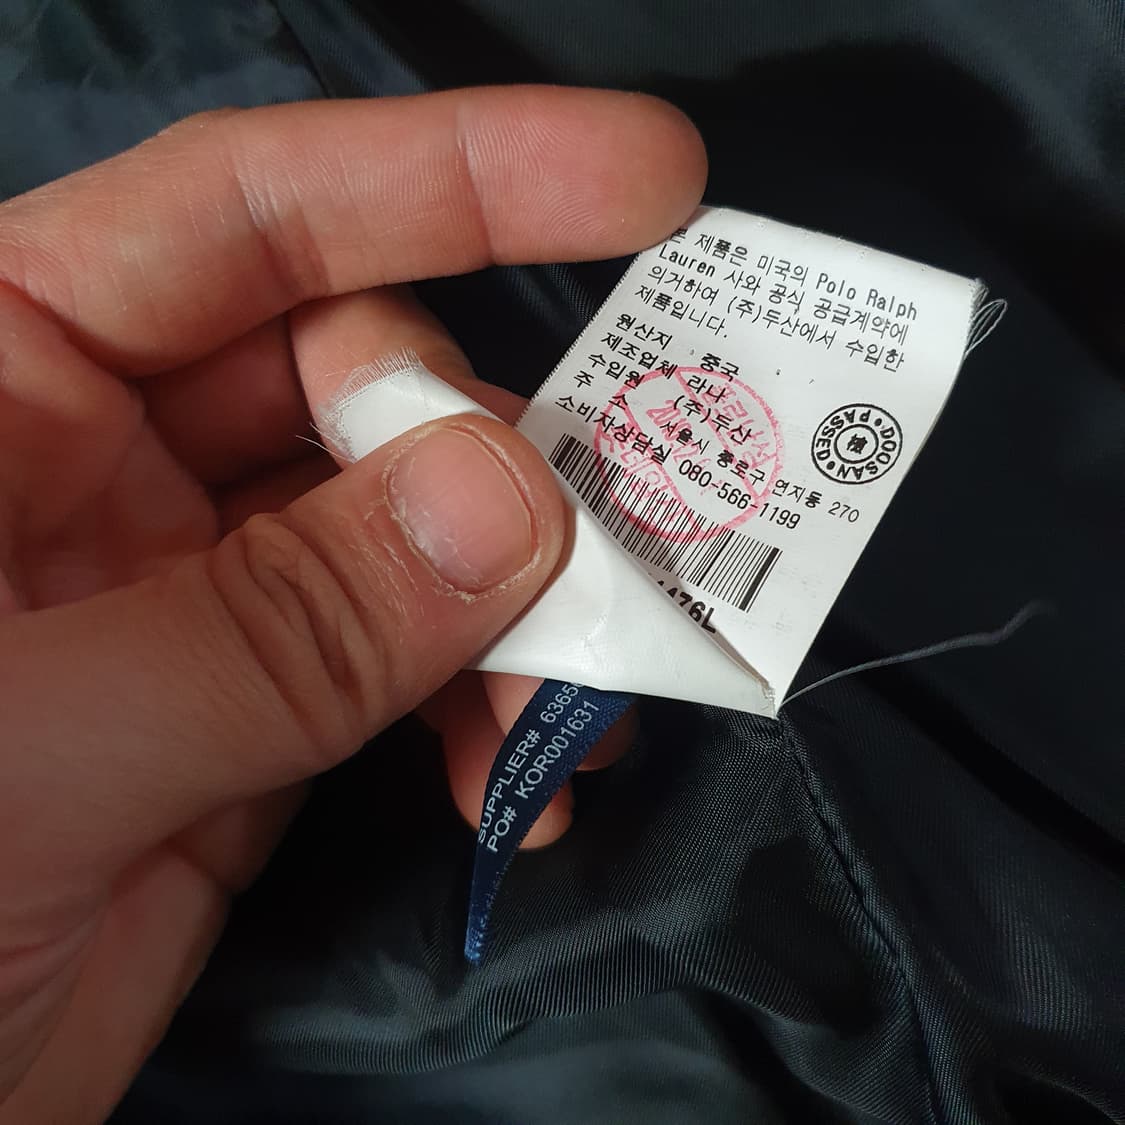 본 제품은 미국의 Polo Ralph
Lauren 사와 공식 공급계약에
의거하여 (주)두산에서 수입한
제품입니다.
원산지 중국
제조업체 라나
수입원 (주)두산
주 소 서울시 종로구 연지동 270
소비자상담실 080-566-1199
DOOSAN PASSED
檢
4476L
SUPPLIER# 6365
PO# KOR001631